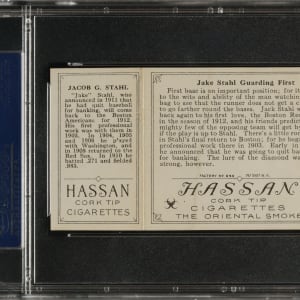 JACOB G. STAHL
"Jake" Stahl, who
announced in 1911 that
he had quit baseball
for banking, will come
back to the Boston
Americans for 1912.
His first professional
work was with them in
1903. In 1904, 1905
and 1906 he played
with Washington, and
in 1908 returned to the
Red Sox. In 1910 he
batted .271 and fielded
.985.
HASSAN
CORK TIP
CIGARETTES
Jake Stahl Guarding First
First base is an important position; for it
to the wits and ability of the man watching
bag to see that the runner does not get a
to go farther around the bases. Jack Stahl w
back again to his first love, the Boston Red
in the season of 1912, and his friends predic
mighty few of the opposing team will get b
if the play is up to Stahl. There's a little ro
in Stahl's final return to Boston; for he di
professional work there in 1903. Early in
he announced that he was going to quit ba
for banking. The lure of the diamond wa
strong, however.
FACTORY Nº 649
HASSAN
CORK TIP
CIGARETTES
THE ORIENTAL SMOKE